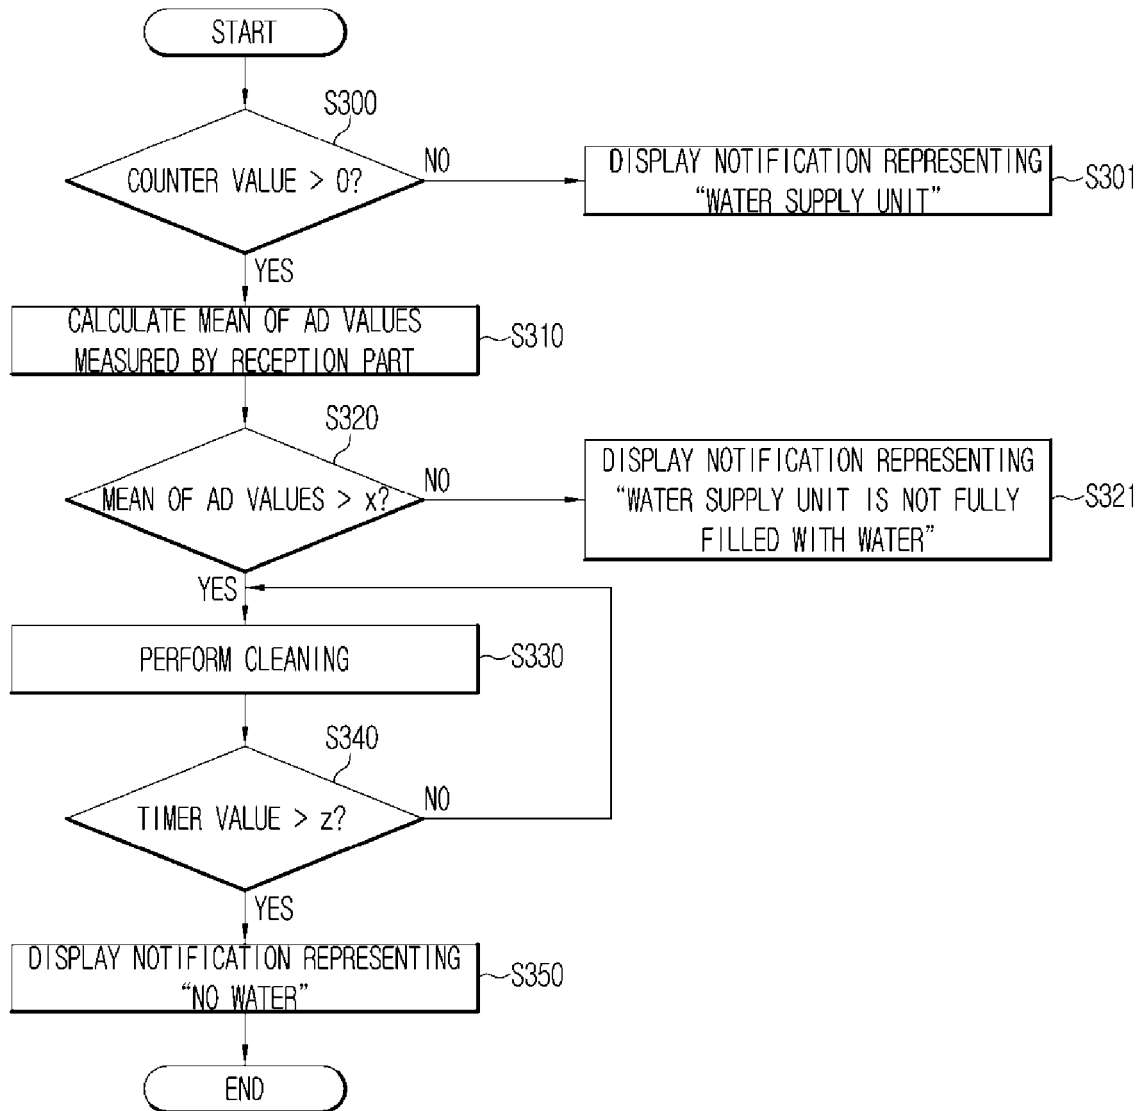 START
S300
COUNTER VALUE > 0?
NO
DISPLAY NOTIFICATION REPRESENTING
“WATER SUPPLY UNIT”
S301
YES
CALCULATE MEAN OF AD VALUES
MEASURED BY RECEPTION PART
S310
S320
MEAN OF AD VALUES > x?
NO
DISPLAY NOTIFICATION REPRESENTING
“WATER SUPPLY UNIT IS NOT FULLY
FILLED WITH WATER”
S321
YES
PERFORM CLEANING
S330
S340
TIMER VALUE > z?
NO
YES
DISPLAY NOTIFICATION REPRESENTING
“NO WATER”
S350
END